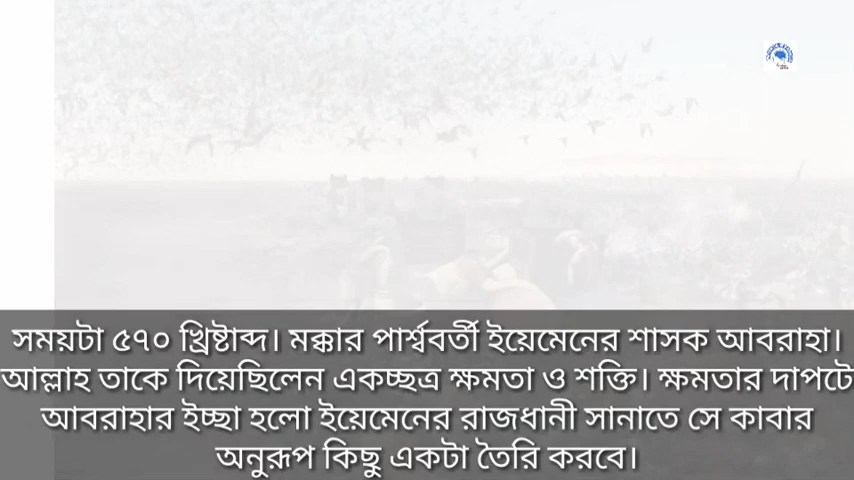 সময়টা ৫৭০ খ্রিষ্টাব্দ। মক্কার পার্শ্ববর্তী ইয়েমেনের শাসক আবরাহা।
আল্লাহ তাকে দিয়েছিলেন একচ্ছত্র ক্ষমতা ও শক্তি। ক্ষমতার দাপটে
আবরাহার ইচ্ছা হলো ইয়েমেনের রাজধানী সানাতে সে কাবার
অনুরূপ কিছু একটা তৈরি করবে।